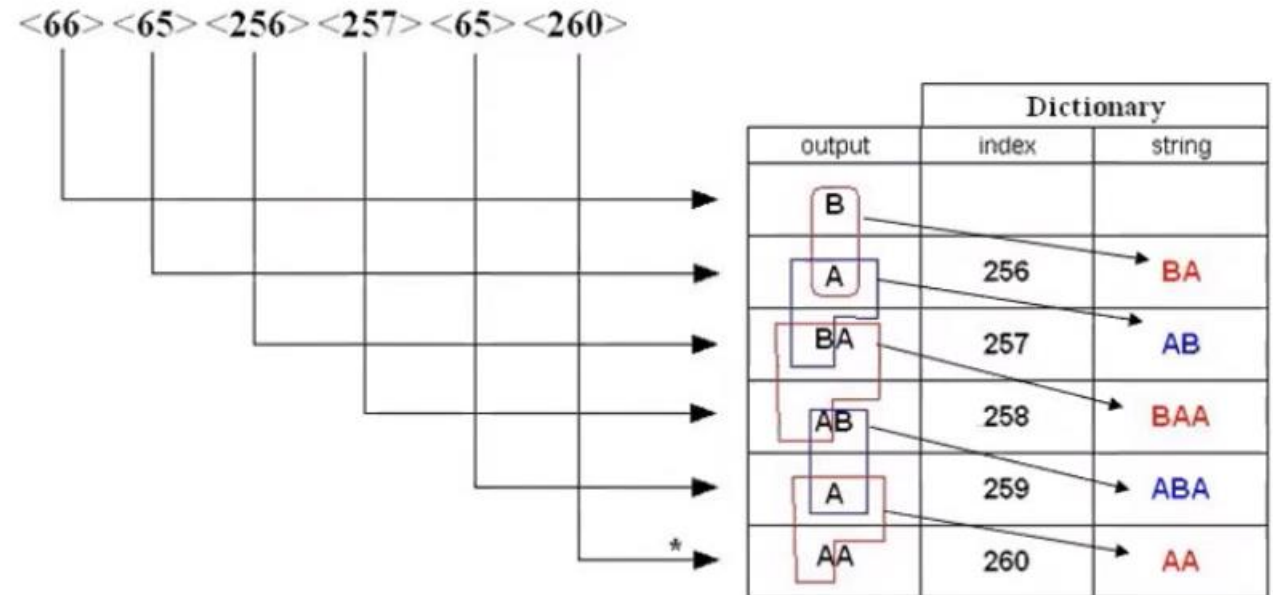 <66> <65> <256> <257> <65> <260>
Dictionary
output index string
B
A 256 BA
BA 257 AB
AB 258 BAA
A 259 ABA
* AA 260 AA